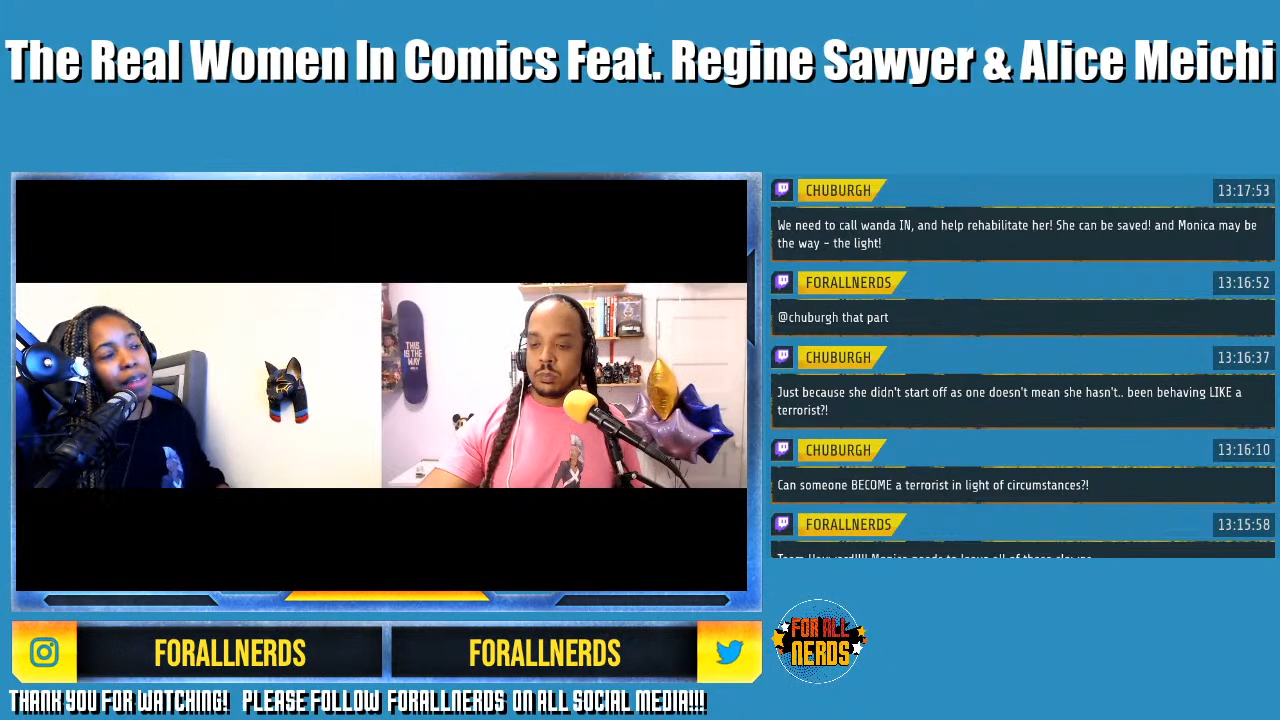 The Real Women In Comics Feat. Regine Sawyer & Alice Meichi
CHUBURGH
13:17:53
We need to call wanda IN, and help rehabilitate her! She can be saved! and Monica may be
the way - the light!
FORALLNERDS
13:16:52
@chuburgh that part
CHUBURGH
13:16:37
Just because she didn't start off as one doesn't mean she hasn't.. been behaving LIKE a
terrorist?!
CHUBURGH
13:16:10
Can someone BECOME a terrorist in light of circumstances?!
FORALLNERDS
13:15:58
THIS
IS THE
WAY
FORALLNERDS
FORALLNERDS
FOR ALL
NERDS
THANK YOU FOR WATCHING! PLEASE FOLLOW FORALLNERDS ON ALL SOCIAL MEDIA!!!!